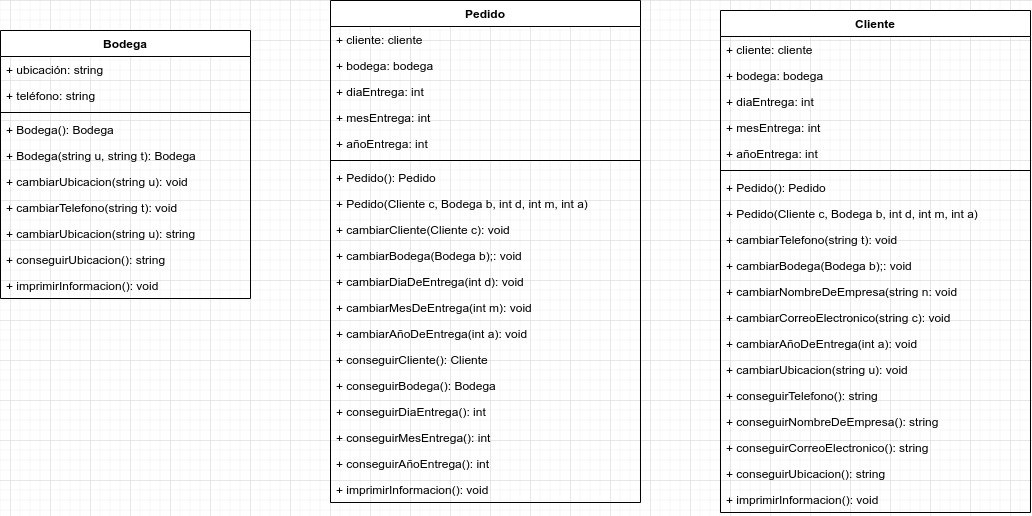 Bodega
+ ubicación: string
+ teléfono: string
+ Bodega(): Bodega
+ Bodega(string u, string t): Bodega
+ cambiarUbicacion(string u): void
+ cambiarTelefono(string t): void
+ cambiarUbicacion(string u): string
+ conseguirUbicacion(): string
+ imprimirInformacion(): void
Pedido
+ cliente: cliente
+ bodega: bodega
+ diaEntrega: int
+ mesEntrega: int
+ añoEntrega: int
+ Pedido(): Pedido
+ Pedido(Cliente c, Bodega b, int d, int m, int a)
+ cambiarCliente(Cliente c): void
+ cambiarBodega(Bodega b);: void
+ cambiarDiaDeEntrega(int d): void
+ cambiarMesDeEntrega(int m): void
+ cambiarAñoDeEntrega(int a): void
+ conseguirCliente(): Cliente
+ conseguirBodega(): Bodega
+ conseguirDiaEntrega(): int
+ conseguirMesEntrega(): int
+ conseguirAñoEntrega(): int
+ imprimirInformacion(): void
Cliente
+ cliente: cliente
+ bodega: bodega
+ diaEntrega: int
+ mesEntrega: int
+ añoEntrega: int
+ Pedido(): Pedido
+ Pedido(Cliente c, Bodega b, int d, int m, int a)
+ cambiarTelefono(string t): void
+ cambiarBodega(Bodega b);: void
+ cambiarNombreDeEmpresa(string n: void
+ cambiarCorreoElectronico(string c): void
+ cambiarAñoDeEntrega(int a): void
+ cambiarUbicacion(string u): void
+ conseguirTelefono(): string
+ conseguirNombreDeEmpresa(): string
+ conseguirCorreoElectronico(): string
+ conseguirUbicacion(): string
+ imprimirInformacion(): void